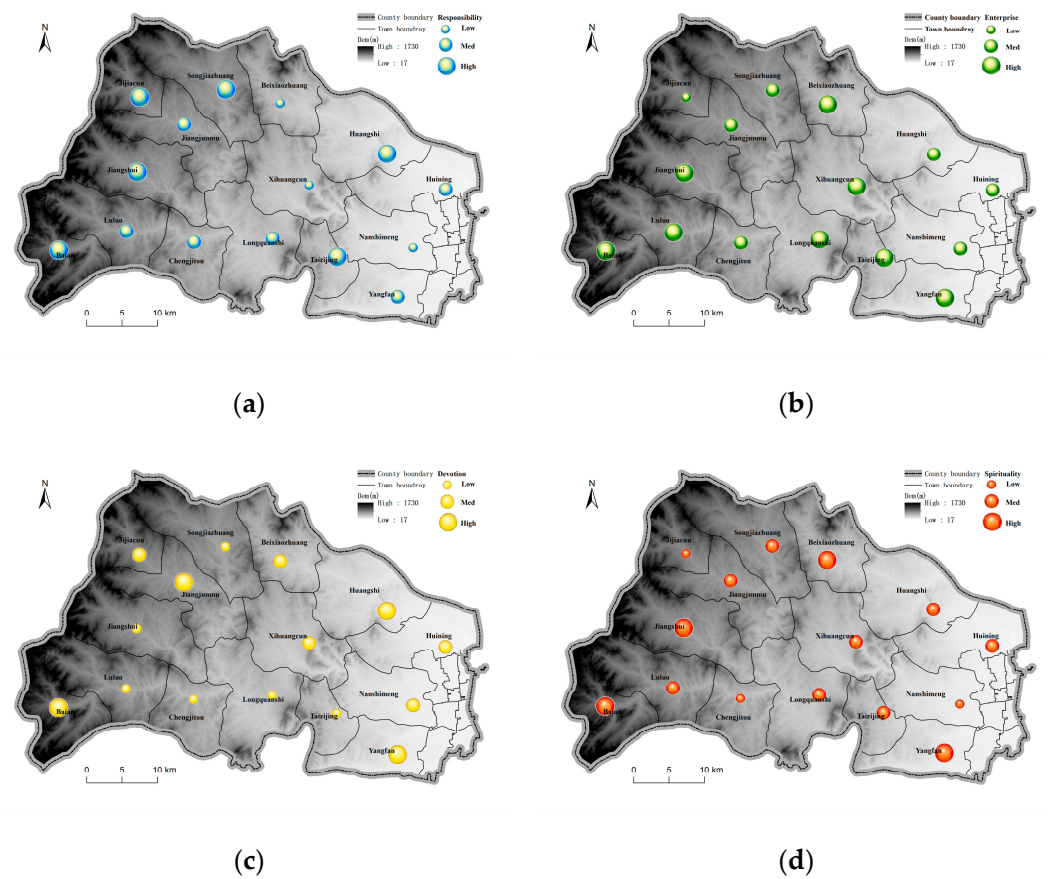 N
County boundary Responsibility
Town boundray
Low
Dem(m)
High : 1730
Med
Low : 17
High
Jijiacun
Songjiazhuang
Beixiaozhuang
Jiangjunmu
Huangshi
Jiangshui
Xihuangcun
Huining
Luluo
Baian
Chengjitou
Longquanshi
Taizijing
Nanshimeng
Yangfan
0 5 10 km
(a)
N
County boundary Enterprise
Town boundray
Low
Dem(m)
High : 1730
Med
Low : 17
High
Jijiacun
Songjiazhuang
Beixiaozhuang
Jiangjunmu
Huangshi
Jiangshui
Xihuangcun
Huining
Luluo
Baian
Chengjitou
Longquanshi
Taizijing
Nanshimeng
Yangfan
0 5 10 km
(b)
N
County boundary Devotion
Town boundray
Low
Dem(m)
High : 1730
Med
Low : 17
High
Jijiacun
Songjiazhuang
Beixiaozhuang
Jiangjunmu
Huangshi
Jiangshui
Xihuangcun
Huining
Luluo
Baian
Chengjitou
Longquanshi
Taizijing
Nanshimeng
Yangfan
0 5 10 km
(c)
N
County boundary Spirituality
Town boundray
Low
Dem(m)
High : 1730
Med
Low : 17
High
Jijiacun
Songjiazhuang
Beixiaozhuang
Jiangjunmu
Huangshi
Jiangshui
Xihuangcun
Huining
Luluo
Baian
Chengjitou
Longquanshi
Taizijing
Nanshimeng
Yangfan
0 5 10 km
(d)